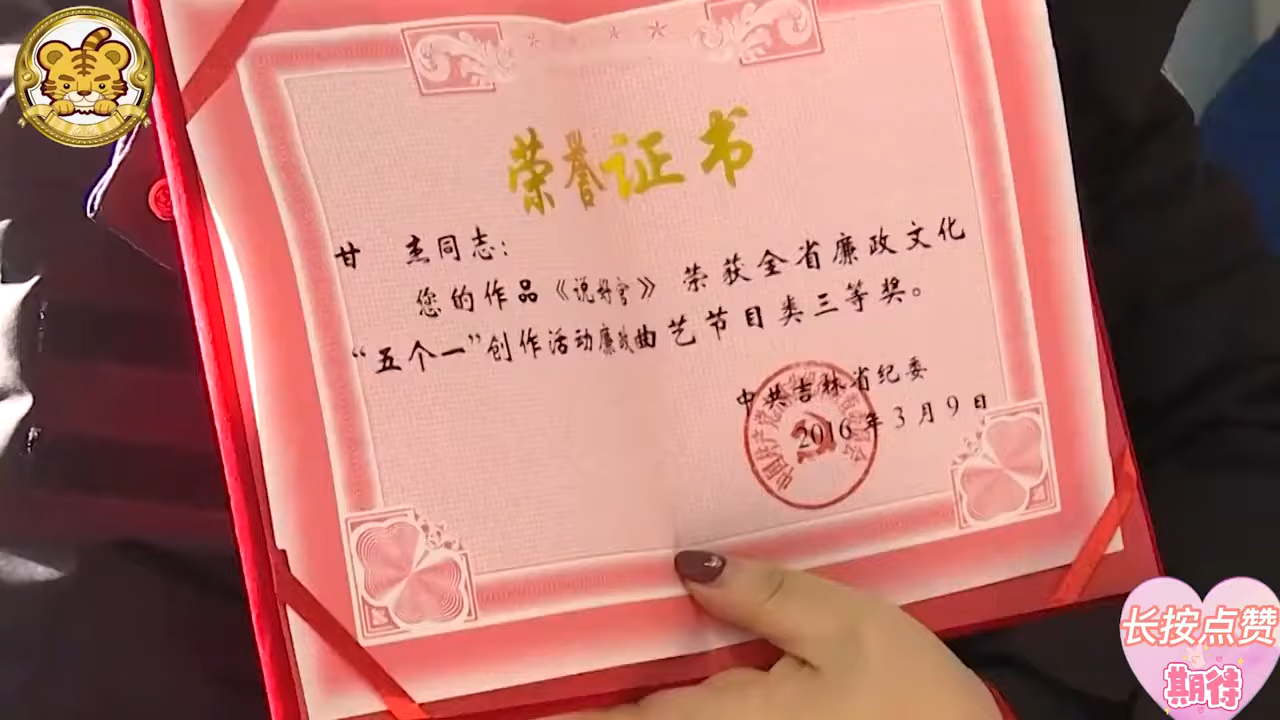 荣誉证书
甘 杰同志：
您的作品《说好官》荣获全省廉政文化
“五个一”创作活动廉政曲艺节目类三等奖。
中共吉林省纪委
2016年3月9日
长按点赞
期待